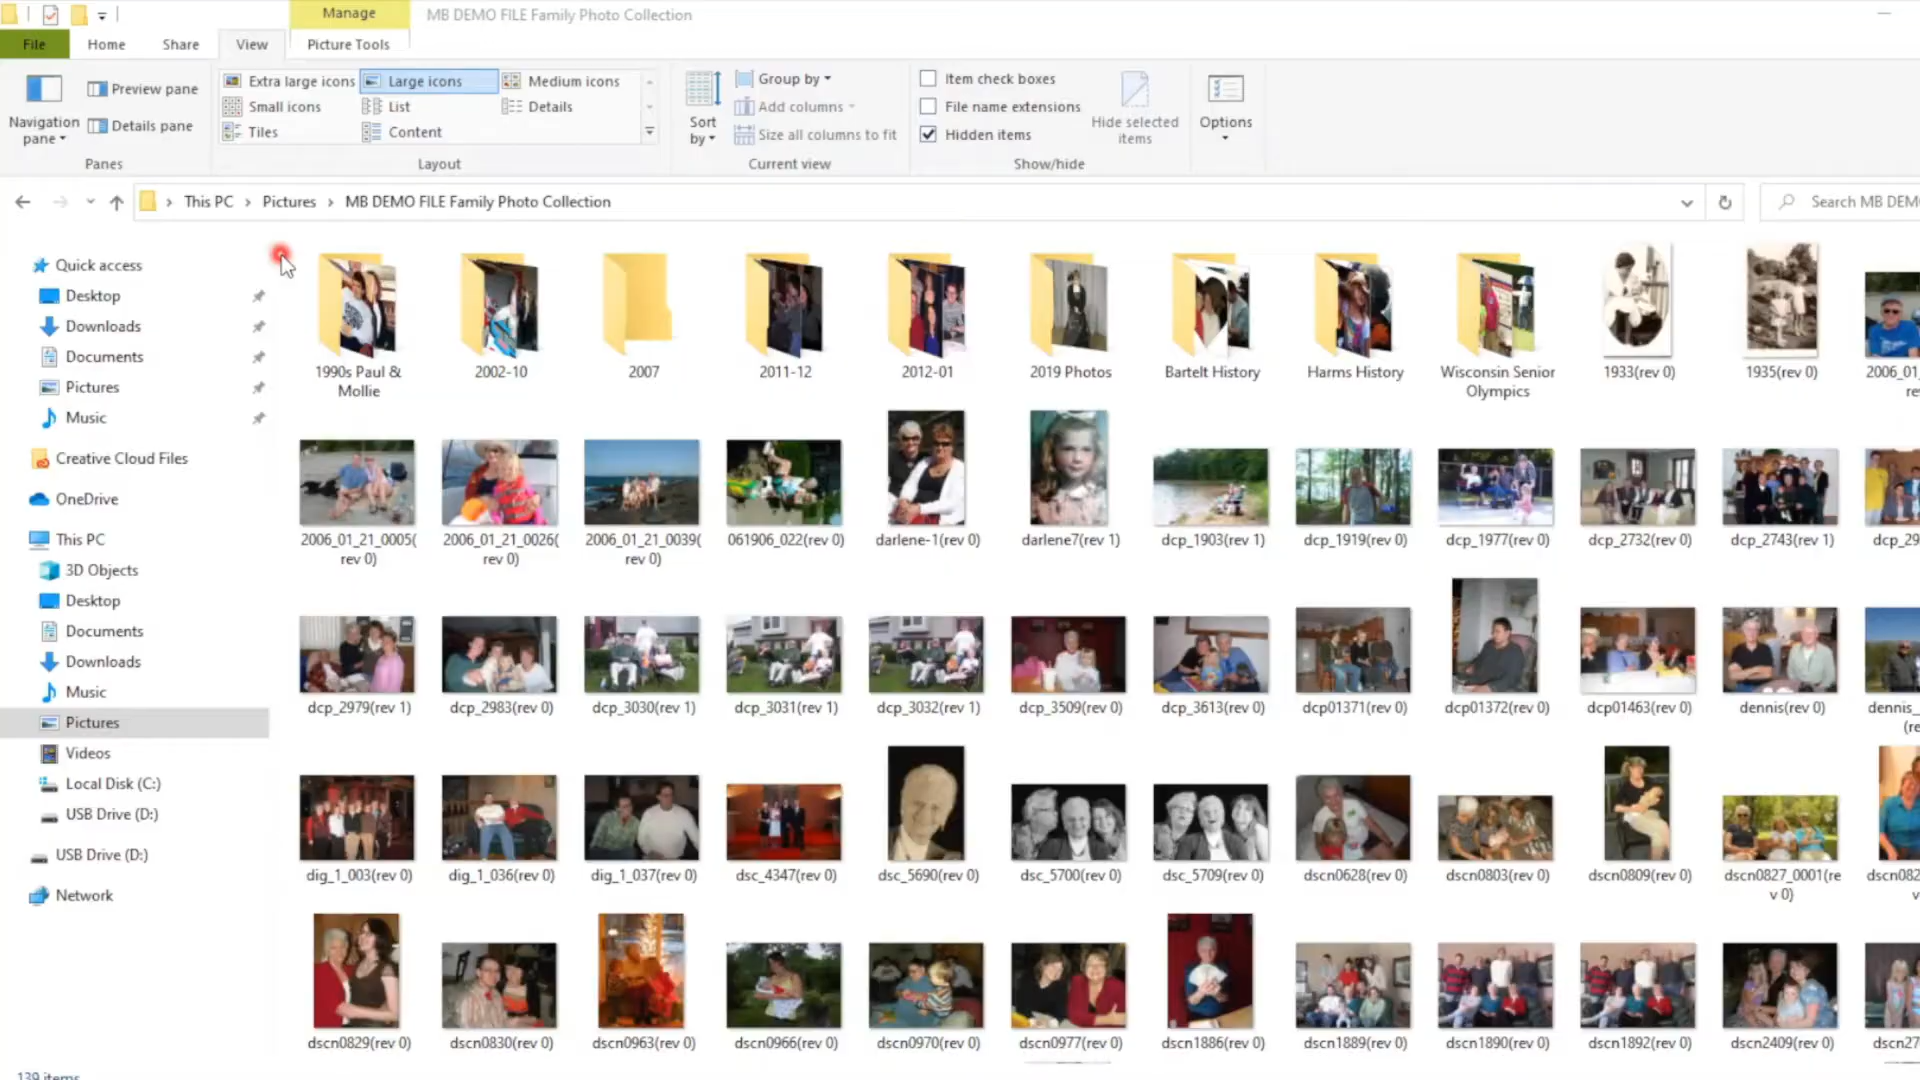 Manage
MB DEMO FILE Family Photo Collection
File
Home
Share
View
Picture Tools
Navigation pane
Preview pane
Details pane
Panes
Extra large icons
Large icons
Medium icons
Small icons
List
Details
Tiles
Content
Layout
Sort by
Group by
Add columns
Size all columns to fit
Current view
Item check boxes
File name extensions
Hidden items
Hide selected items
Show/hide
Options
This PC
Pictures
MB DEMO FILE Family Photo Collection
Search MB DEM
Quick access
Desktop
Downloads
Documents
Pictures
Music
Creative Cloud Files
OneDrive
This PC
3D Objects
Desktop
Documents
Downloads
Music
Pictures
Videos
Local Disk (C:)
USB Drive (D:)
USB Drive (D:)
Network
1990s Paul &
Mollie
2002-10
2007
2011-12
2012-01
2019 Photos
Bartelt History
Harms History
Wisconsin Senior
Olympics
1933(rev 0)
1935(rev 0)
2006_01_
re
2006_01_21_0005(
rev 0)
2006_01_21_0026(
rev 0)
2006_01_21_0039(
rev 0)
061906_022(rev 0)
darlene-1(rev 0)
darlene7(rev 1)
dcp_1903(rev 1)
dcp_1919(rev 0)
dcp_1977(rev 0)
dcp_2732(rev 0)
dcp_2743(rev 1)
dcp_29
dcp_2979(rev 1)
dcp_2983(rev 0)
dcp_3030(rev 1)
dcp_3031(rev 1)
dcp_3032(rev 1)
dcp_3509(rev 0)
dcp_3613(rev 0)
dcp01371(rev 0)
dcp01372(rev 0)
dcp01463(rev 0)
dennis(rev 0)
dennis_
(re
dig_1_003(rev 0)
dig_1_036(rev 0)
dig_1_037(rev 0)
dsc_4347(rev 0)
dsc_5690(rev 0)
dsc_5700(rev 0)
dsc_5709(rev 0)
dscn0628(rev 0)
dscn0803(rev 0)
dscn0809(rev 0)
dscn0827_0001(re
v 0)
dscn082
v
dscn0829(rev 0)
dscn0830(rev 0)
dscn0963(rev 0)
dscn0966(rev 0)
dscn0970(rev 0)
dscn0977(rev 0)
dscn1886(rev 0)
dscn1889(rev 0)
dscn1890(rev 0)
dscn1892(rev 0)
dscn2409(rev 0)
dscn27
139 items